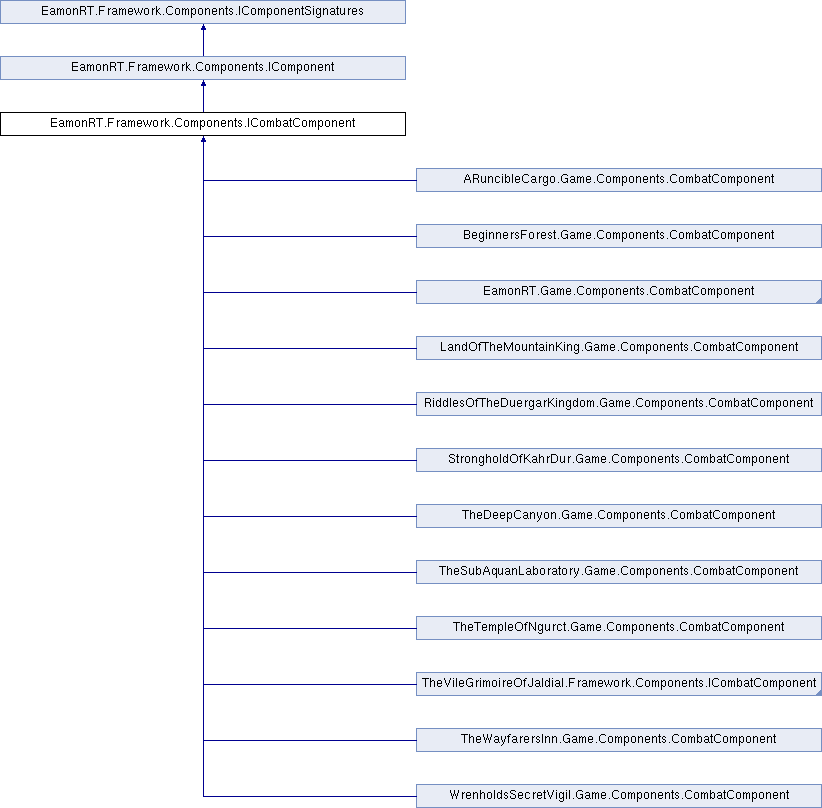 EamonRT.Framework.Components.IComponentSignatures
EamonRT.Framework.Components.IComponent
EamonRT.Framework.Components.ICombatComponent
ARuncibleCargo.Game.Components.CombatComponent
BeginnersForest.Game.Components.CombatComponent
EamonRT.Game.Components.CombatComponent
LandOfTheMountainKing.Game.Components.CombatComponent
RiddlesOfTheDuergarKingdom.Game.Components.CombatComponent
StrongholdOfKahrDur.Game.Components.CombatComponent
TheDeepCanyon.Game.Components.CombatComponent
TheSubAquanLaboratory.Game.Components.CombatComponent
TheTempleOfNgurct.Game.Components.CombatComponent
TheVileGrimoireOfJaldial.Framework.Components.ICombatComponent
TheWayfarersInn.Game.Components.CombatComponent
WrenholdsSecretVigil.Game.Components.CombatComponent